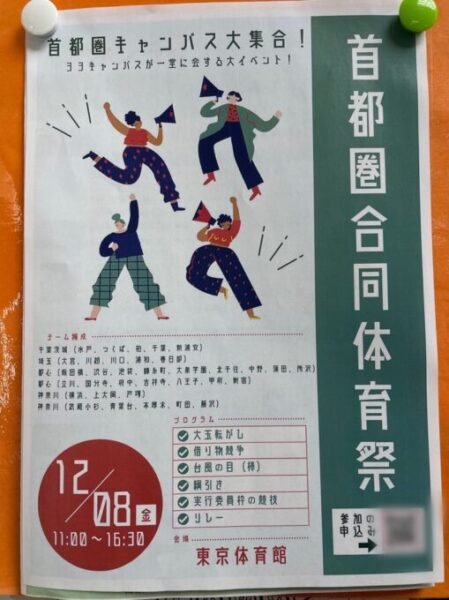 首都圏キャンパス大集合!
33キャンパスが一堂に会する大イベント!
首都圏合同体育祭
チーム構成
千葉茨城(水戸、つくば、柏、千葉、新浦安)
埼玉(大宮、川越、川口、浦和、春日部)
都心(飯田橋、渋谷、池袋、錦糸町、大泉学園、北千住、中野、蒲田、所沢)
都心(立川、国分寺、府中、吉祥寺、八王子、甲府、新宿)
神奈川(横浜、上大岡、戸塚)
神奈川(武蔵小杉、青葉台、本厚木、町田、藤沢)
プログラム
大玉転がし
借り物競争
台風の目(棒)
綱引き
実行委員枠の競技
リレー
12/08金
11:00〜16:30
会場
東京体育館
参加のみ
申込